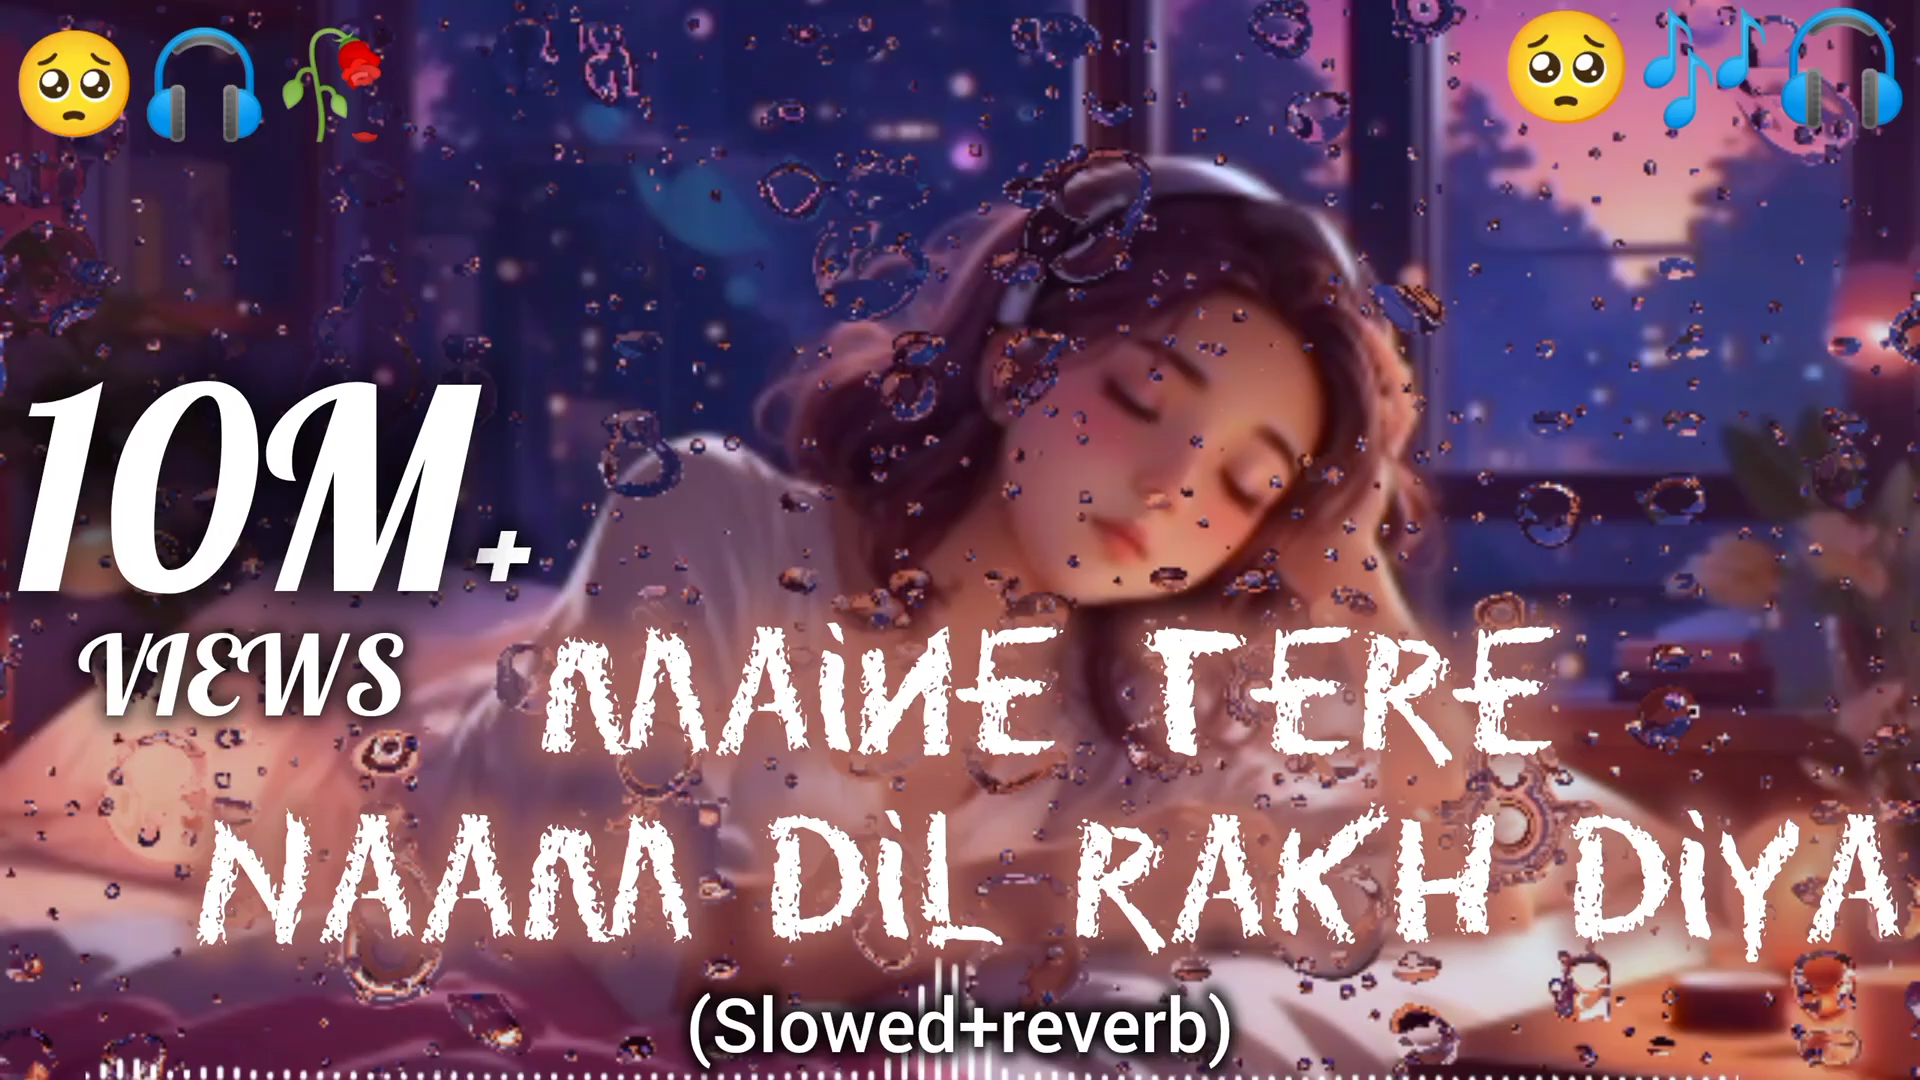 10M+
VIEWS
MAiNE TERE
NAAM DiL RAKH DiYA
(Slowed+reverb)